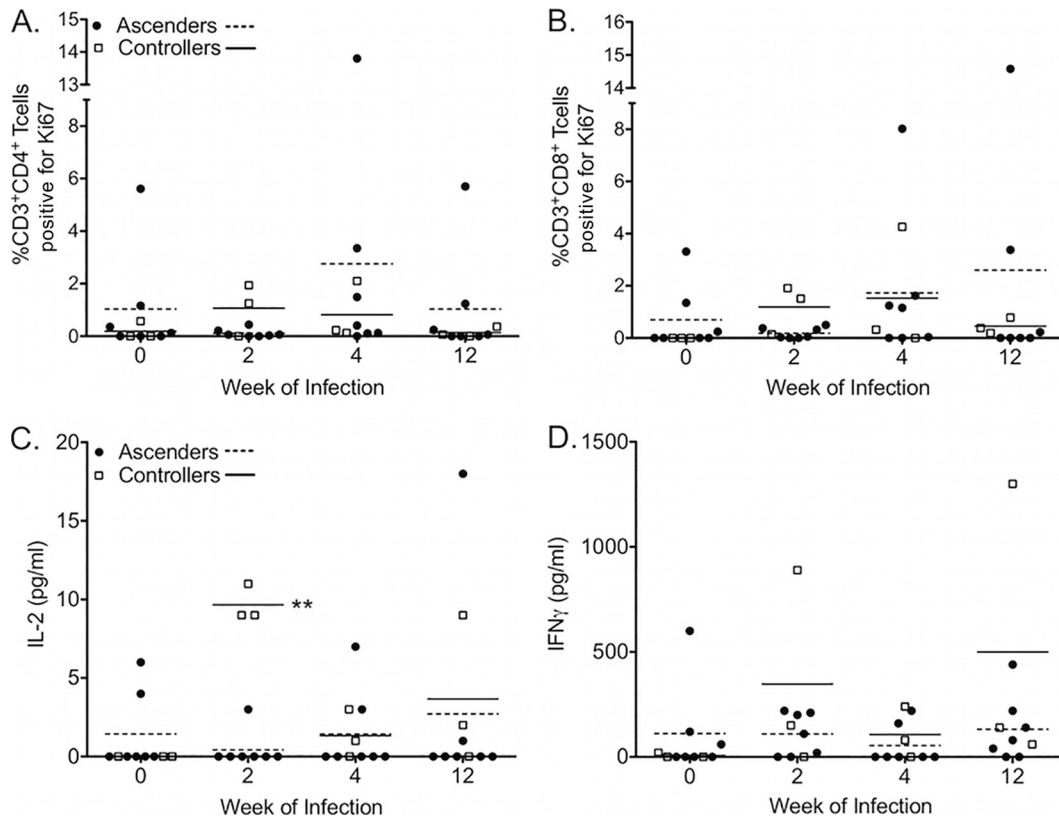 A.
Ascenders
Controllers
%CD3+CD4+ Tcells
positive for Ki67
15
14
13
8
6
4
2
0
0 2 4 12
Week of Infection
B.
%CD3+CD8+ Tcells
positive for Ki67
16
15
14
12
10
8
6
4
2
0
0 2 4 12
Week of Infection
C.
Ascenders
Controllers
IL-2 (pg/ml)
20
15
10
5
0
**
0 2 4 12
Week of Infection
D.
IFNγ (pg/ml)
1500
1000
500
0
0 2 4 12
Week of Infection